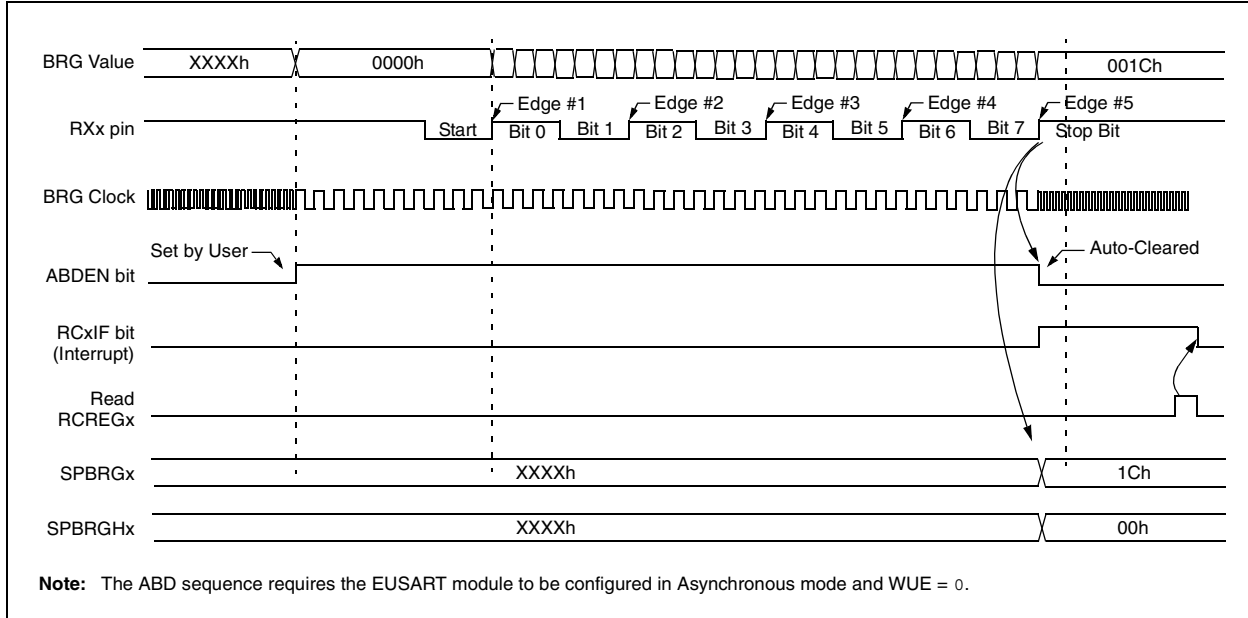 BRG Value XXXXh 0000h 001Ch
Edge #1 Edge #2 Edge #3 Edge #4 Edge #5
RXx pin Start Bit 0 Bit 1 Bit 2 Bit 3 Bit 4 Bit 5 Bit 6 Bit 7 Stop Bit
BRG Clock
Set by User Auto-Cleared
ABDEN bit
RCxIF bit
(Interrupt)
Read
RCREGx
SPBRGx XXXXh 1Ch
SPBRGHx XXXXh 00h
Note: The ABD sequence requires the EUSART module to be configured in Asynchronous mode and WUE = 0.